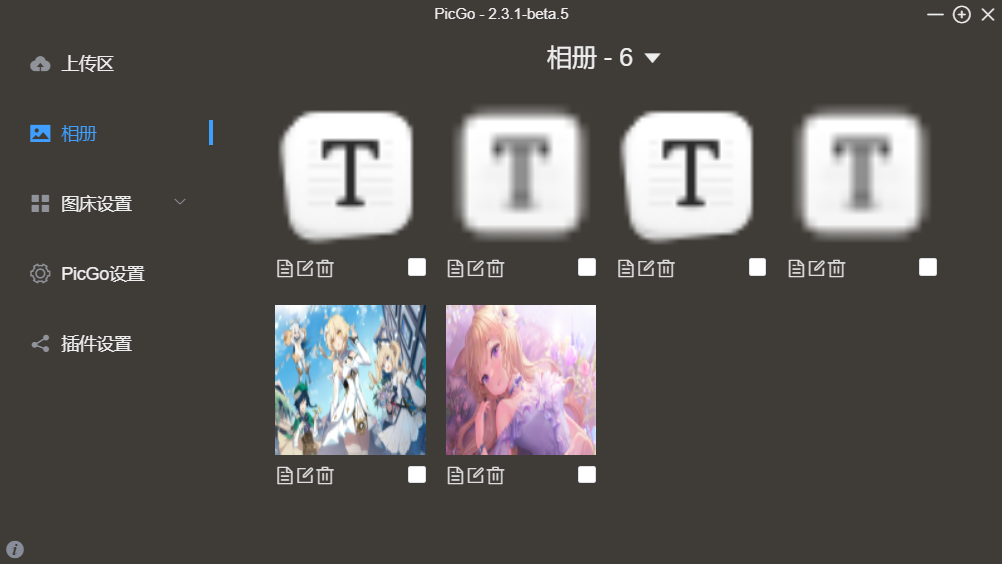 PicGo - 2.3.1-beta.5
上传区
相册
图床设置
PicGo设置
插件设置
相册 - 6
T
T
T
T
i